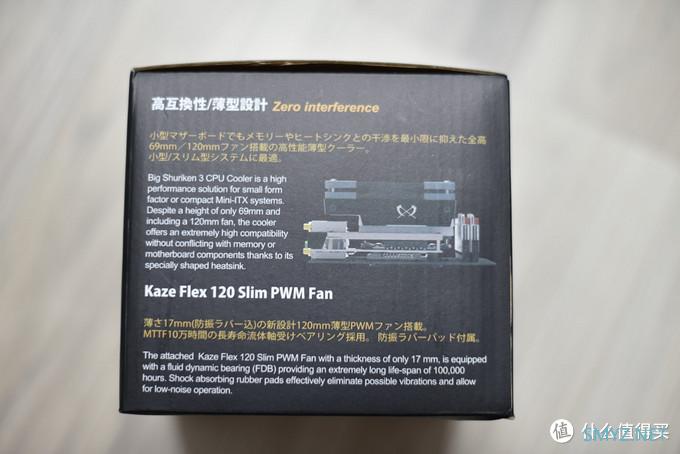 高互換性/薄型設計 Zero interference
小型マザーボードでもメモリーやヒートシンクとの干渉を最小限に抑えた全高
69mm/120mmファン搭載の高性能薄型クーラー。
小型/スリム型システムに最適。
Big Shuriken 3 CPU Cooler is a high
performance solution for small form
factor or compact Mini-ITX systems.
Despite a height of only 69mm and
including a 120mm fan, the cooler
offers an extremely high compatibility
without conflicting with memory or
motherboard components thanks to its
specially shaped heatsink.
Kaze Flex 120 Slim PWM Fan
薄さ17mm(防振ラバー込)の新設計120mm薄型PWMファン搭載。
MTTF10万時間の長寿命流体軸受けベアリング採用。 防振ラバーパッド付属。
The attached Kaze Flex 120 Slim PWM Fan with a thickness of only 17 mm, is equipped
with a fluid dynamic bearing (FDB) providing an extremely long life-span of 100,000
hours. Shock absorbing rubber pads effectively eliminate possible vibrations and allow
for low-noise operation.
值 什么值得买